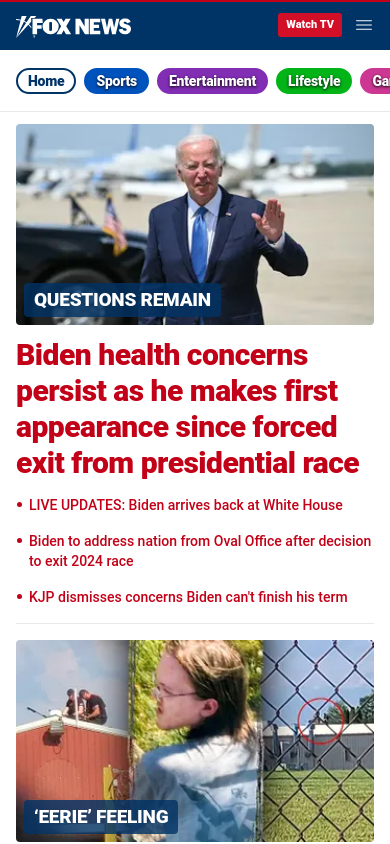 FOX NEWS
Watch TV
Home
Sports
Entertainment
Lifestyle
Ga
QUESTIONS REMAIN
Biden health concerns
persist as he makes first
appearance since forced
exit from presidential race
• LIVE UPDATES: Biden arrives back at White House
• Biden to address nation from Oval Office after decision
to exit 2024 race
• KJP dismisses concerns Biden can't finish his term
‘EERIE’ FEELING